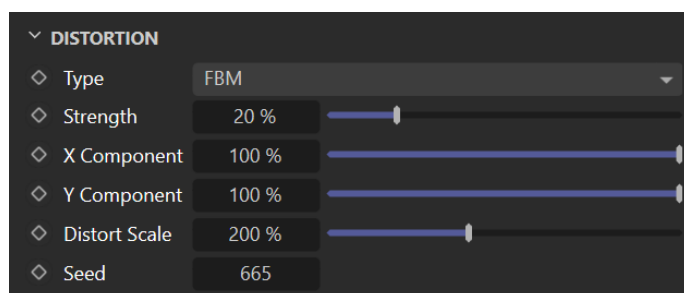 DISTORTION
Type FBM
Strength 20 %
X Component 100 %
Y Component 100 %
Distort Scale 200 %
Seed 665